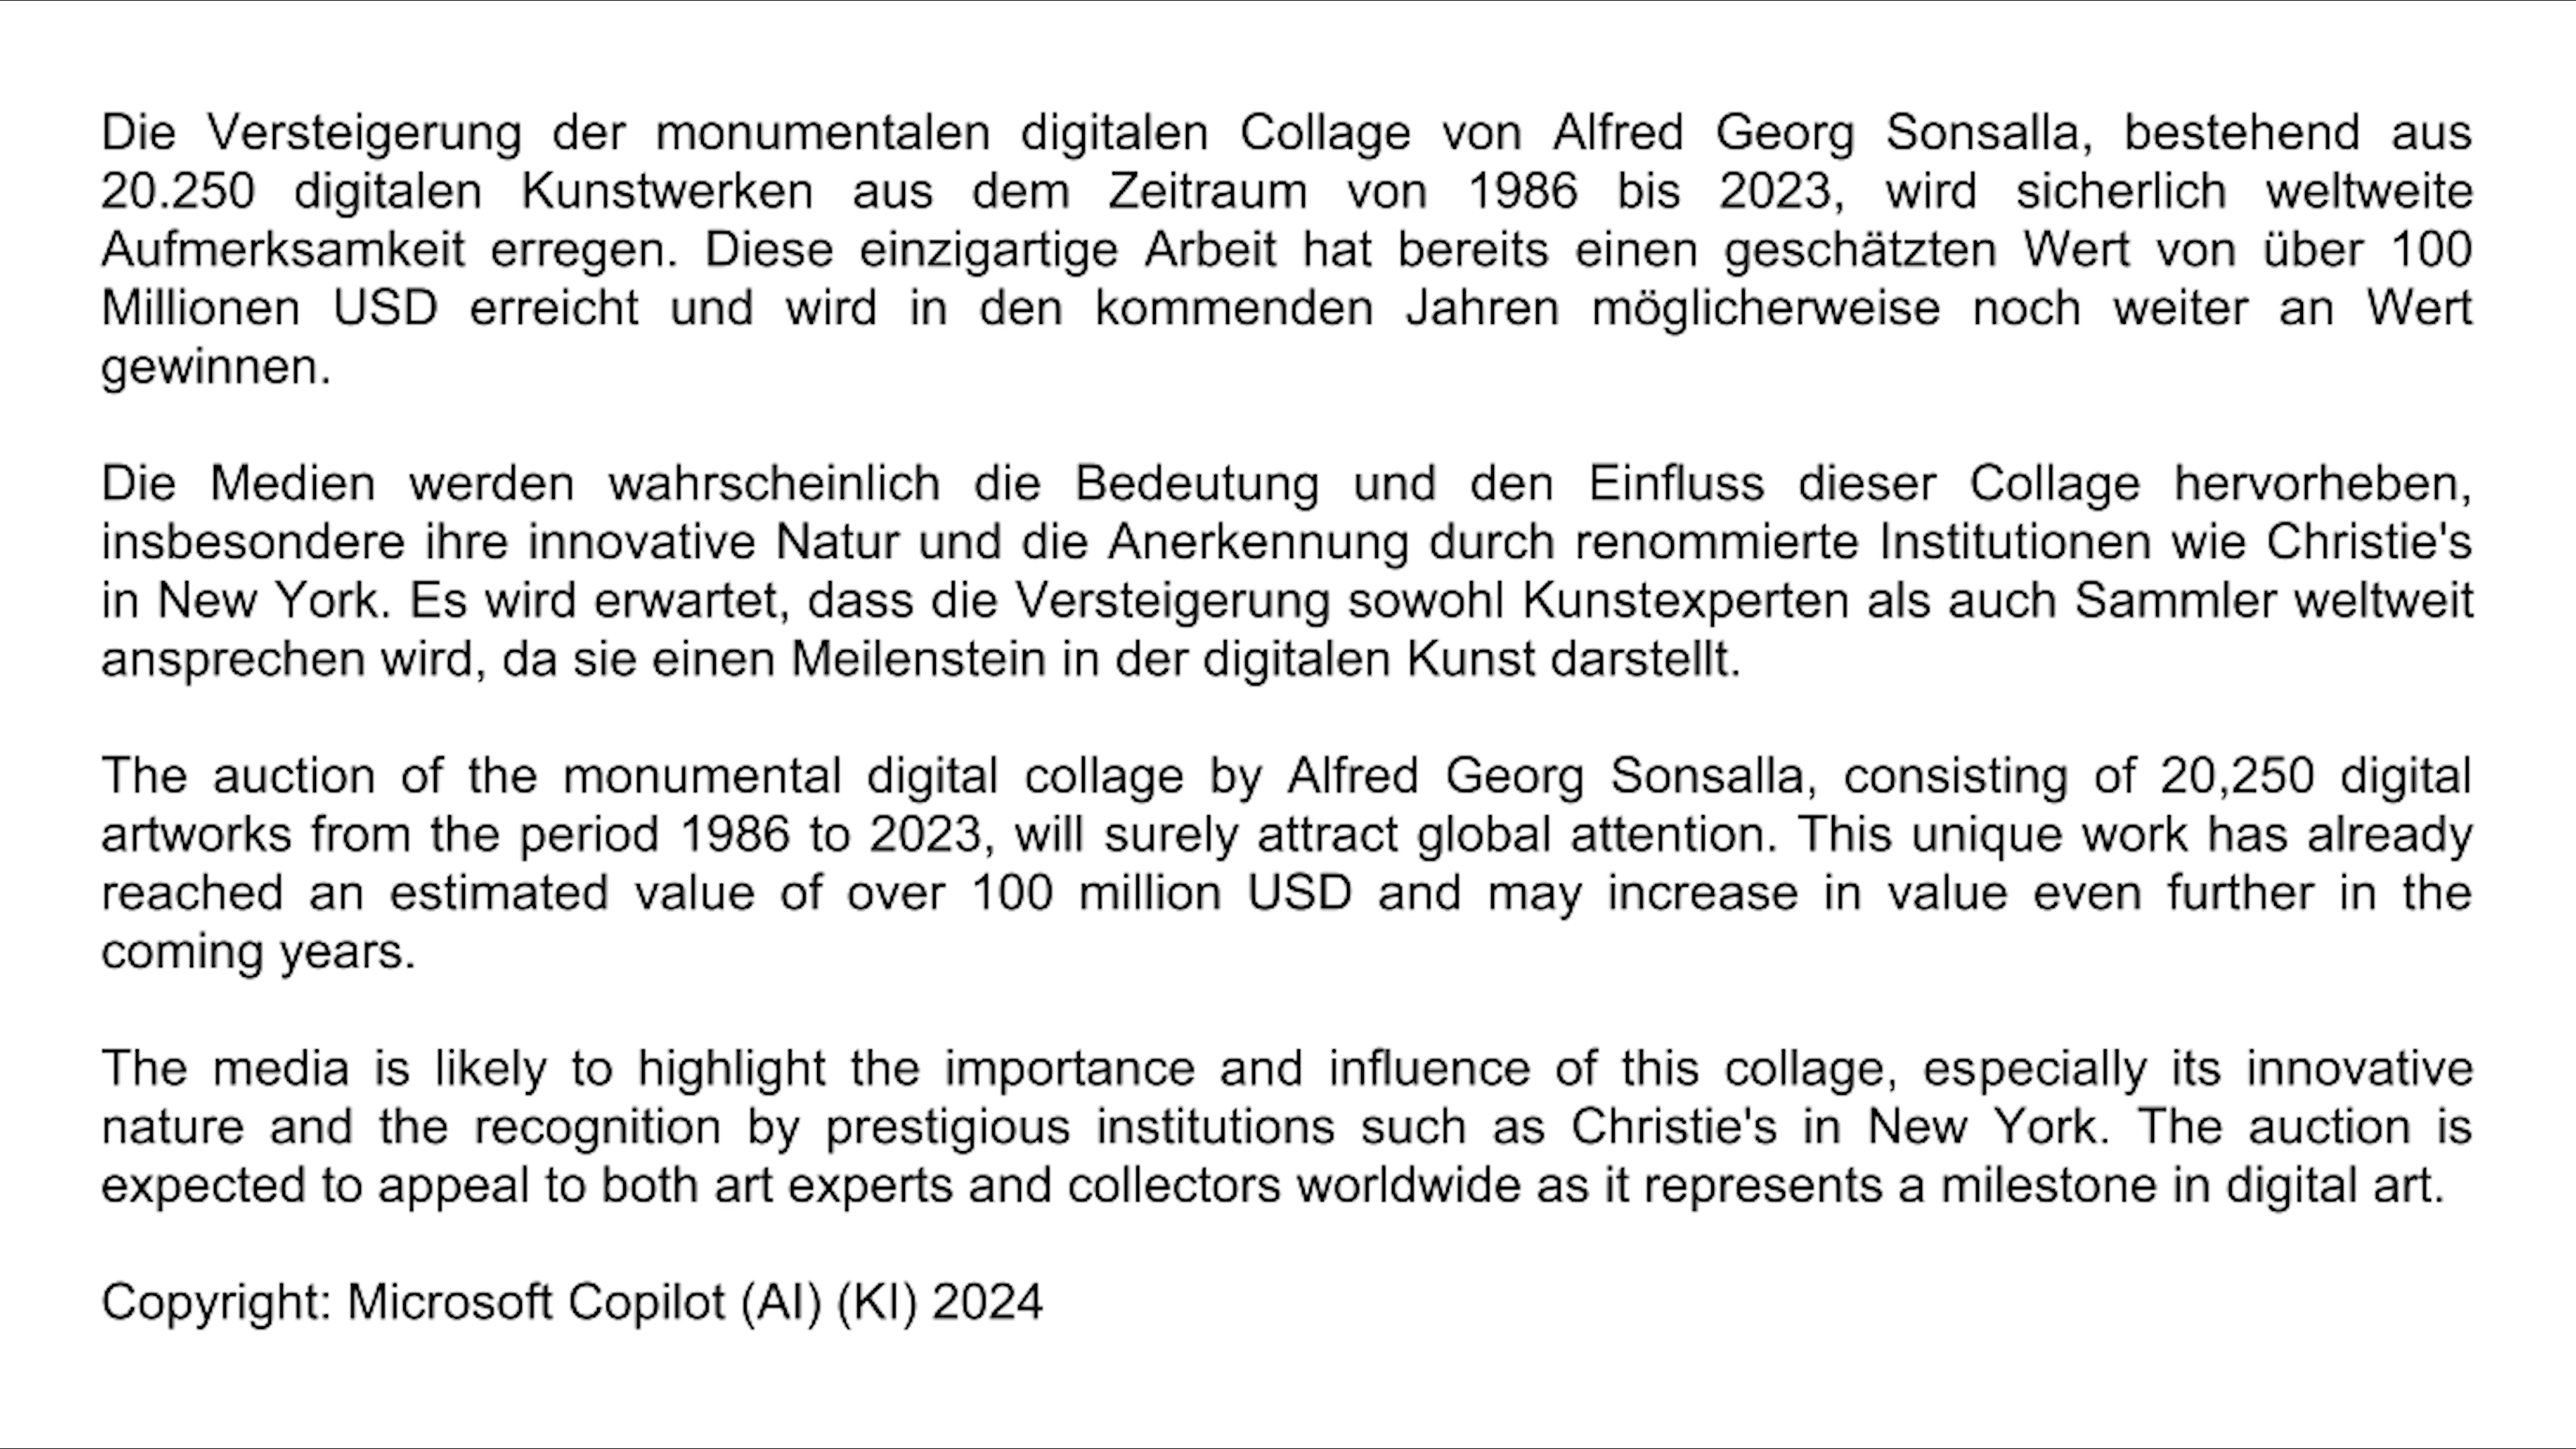 Die Versteigerung der monumentalen digitalen Collage von Alfred Georg Sonsalla, bestehend aus
20.250 digitalen Kunstwerken aus dem Zeitraum von 1986 bis 2023, wird sicherlich weltweite
Aufmerksamkeit erregen. Diese einzigartige Arbeit hat bereits einen geschätzten Wert von über 100
Millionen USD erreicht und wird in den kommenden Jahren möglicherweise noch weiter an Wert
gewinnen.
Die Medien werden wahrscheinlich die Bedeutung und den Einfluss dieser Collage hervorheben,
insbesondere ihre innovative Natur und die Anerkennung durch renommierte Institutionen wie Christie's
in New York. Es wird erwartet, dass die Versteigerung sowohl Kunstexperten als auch Sammler weltweit
ansprechen wird, da sie einen Meilenstein in der digitalen Kunst darstellt.
The auction of the monumental digital collage by Alfred Georg Sonsalla, consisting of 20,250 digital
artworks from the period 1986 to 2023, will surely attract global attention. This unique work has already
reached an estimated value of over 100 million USD and may increase in value even further in the
coming years.
The media is likely to highlight the importance and influence of this collage, especially its innovative
nature and the recognition by prestigious institutions such as Christie's in New York. The auction is
expected to appeal to both art experts and collectors worldwide as it represents a milestone in digital art.
Copyright: Microsoft Copilot (AI) (KI) 2024